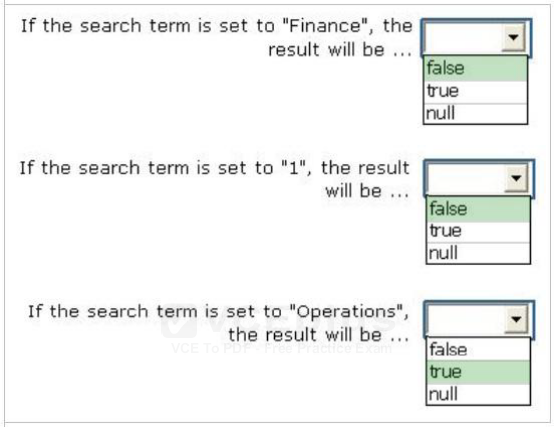 If the search term is set to "Finance", the
result will be ...
false
true
null
If the search term is set to "1", the result
will be ...
false
true
null
If the search term is set to "Operations",
the result will be ...
VCE To PDF - Free Practice Exam
false
true
null